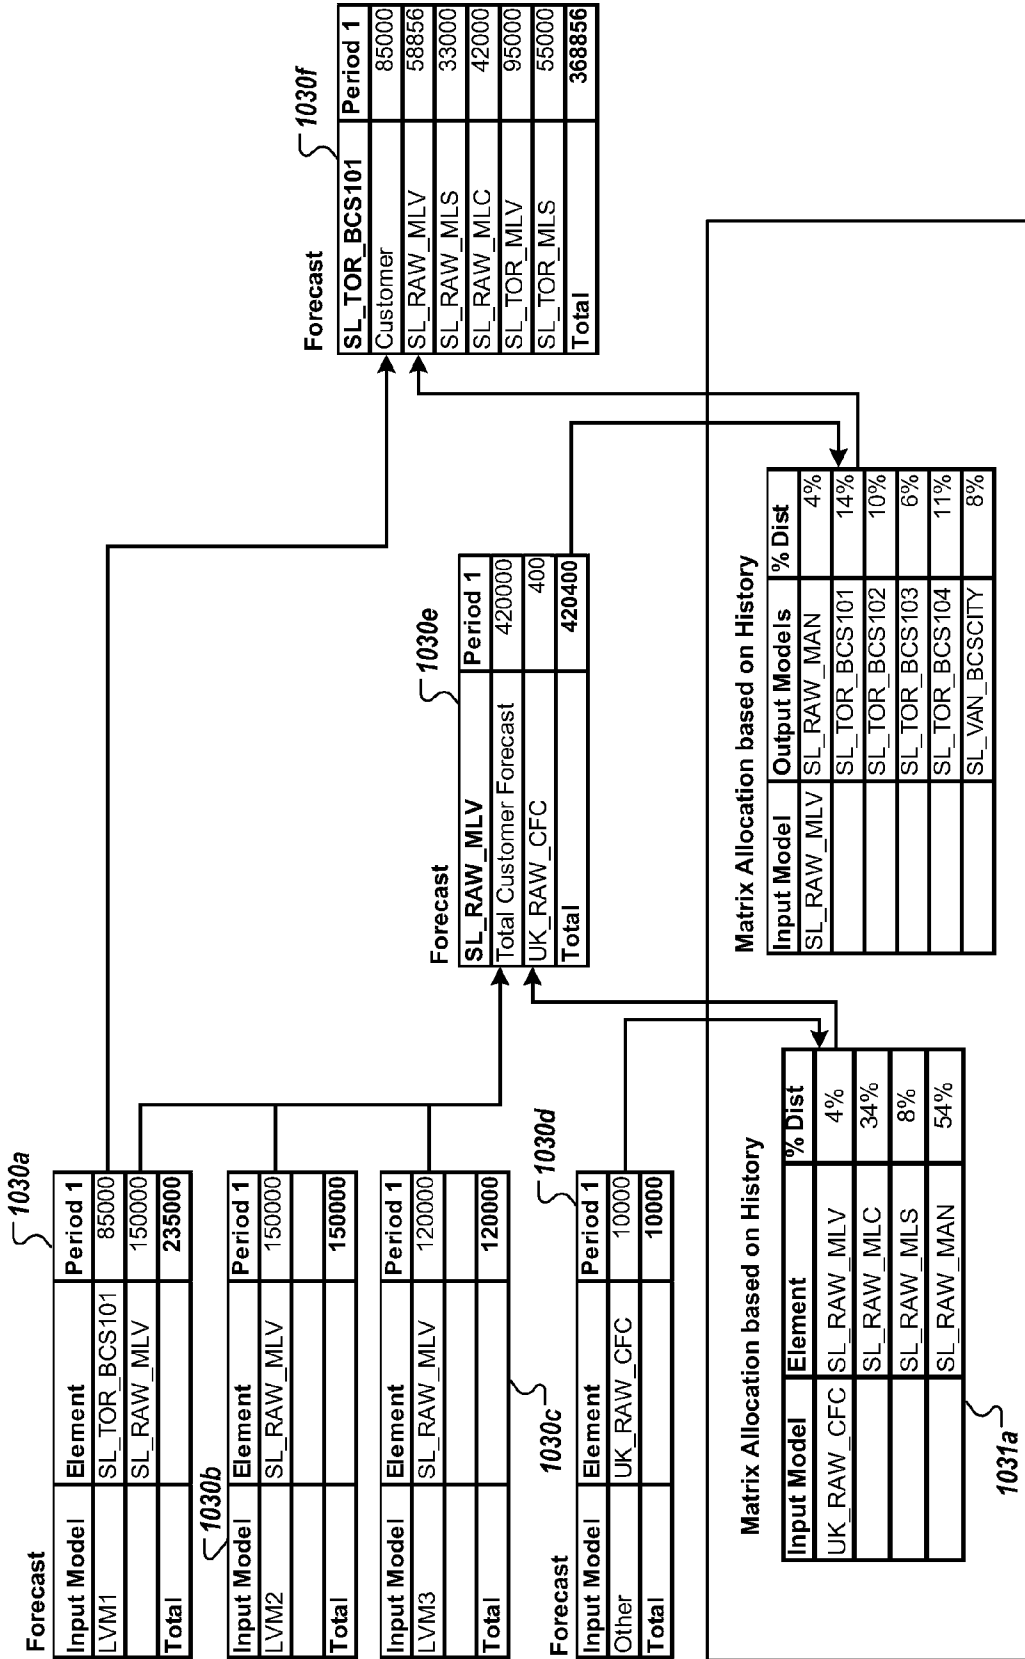 Forecast
1030a
Input Model Element Period 1
LVM1 SL_TOR_BCS101 85000
SL_RAW_MLV 150000
Total 235000
1030b
Input Model Element Period 1
LVM2 SL_RAW_MLV 150000
Total 150000
Input Model Element Period 1
LVM3 SL_RAW_MLV 120000
Total 120000
1030c
Forecast
1030d
Input Model Element Period 1
Other UK_RAW_CFC 10000
Total 10000
Forecast
1030e
SL_RAW_MLV Period 1
Total Customer Forecast 420000
UK_RAW_CFC 400
Total 420400
Forecast
1030f
SL_TOR_BCS101 Period 1
Customer 85000
SL_RAW_MLV 58856
SL_RAW_MLS 33000
SL_RAW_MLC 42000
SL_TOR_MLV 95000
SL_TOR_MLS 55000
Total 368856
Matrix Allocation based on History
Input Model Element % Dist
UK_RAW_CFC SL_RAW_MLV 4%
SL_RAW_MLC 34%
SL_RAW_MLS 8%
SL_RAW_MAN 54%
1031a
Matrix Allocation based on History
Input Model Output Models % Dist
SL_RAW_MLV SL_RAW_MAN 4%
SL_TOR_BCS101 14%
SL_TOR_BCS102 10%
SL_TOR_BCS103 6%
SL_TOR_BCS104 11%
SL_VAN_BCSCITY 8%